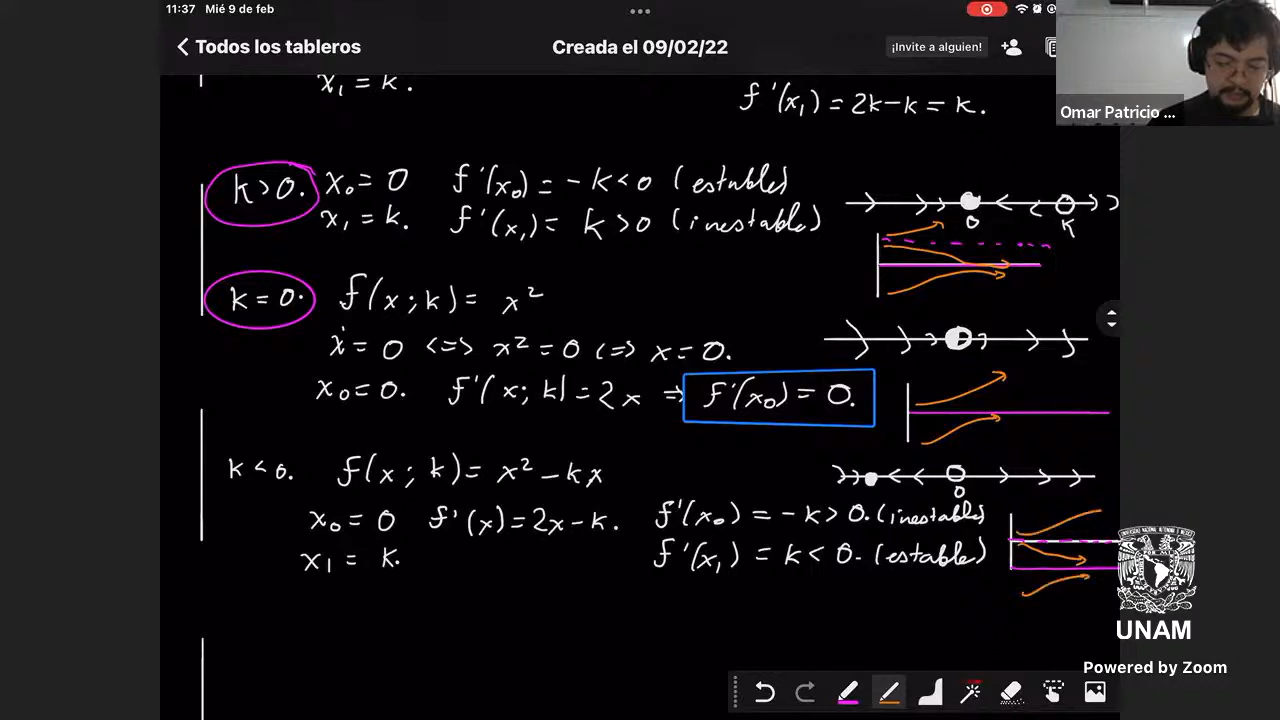 11:37 Mié 9 de feb
Todos los tableros
Creada el 09/02/22
¡Invite a alguien!
Omar Patricio ...
x₁ = k.
f'(x₁) = 2k-k = k.
k>0. x₀ = 0 f'(x₀) = -k<0 (estable)
x₁ = k. f'(x₁) = k>0 (inestable)
0 k
k=0. f(x;k) = x²
ẋ = 0 <=> x² = 0 <=> x = 0.
x₀ = 0. f'(x;k) = 2x => f'(x₀) = 0.
k<0. f(x;k) = x² - kx
0
x₀ = 0 f'(x) = 2x - k. f'(x₀) = -k>0. (inestable)
x₁ = k. f'(x₁) = k<0. (estable)
UNAM
Powered by Zoom